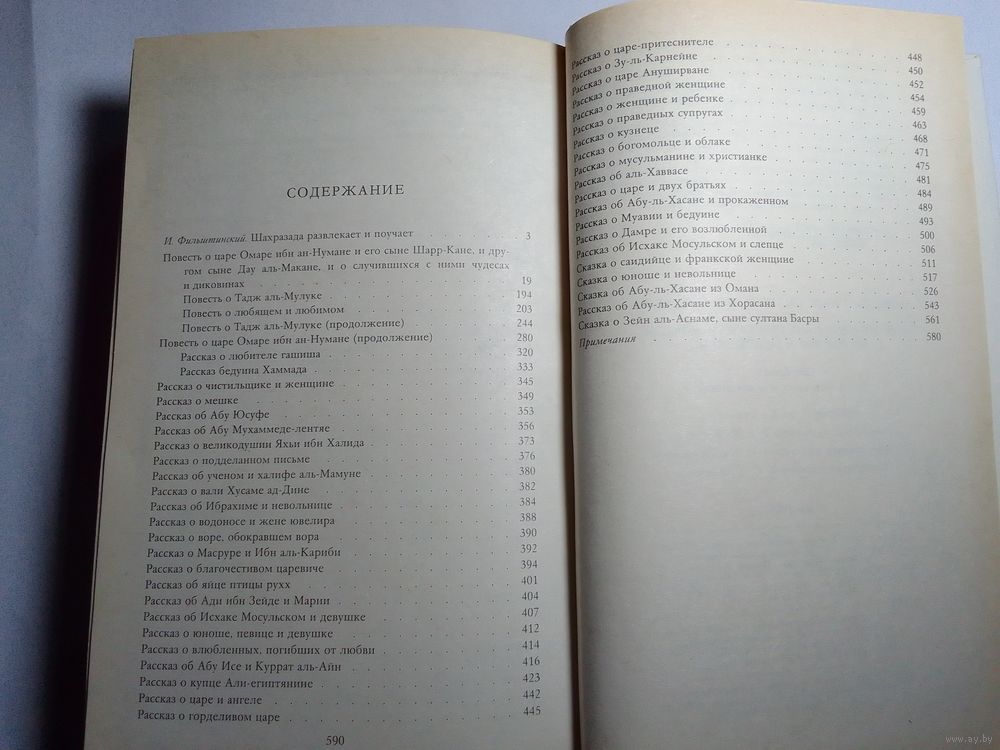 СОДЕРЖАНИЕ
И. Фильштинский. Шахразада развлекает и поучает 3
Повесть о царе Омаре ибн ан-Нумане и его сыне Шарр-Кане, и дру-
гом сыне Дау аль-Макане, и о случившихся с ними чудесах
и диковинах 19
Повесть о Тадж аль-Мулуке 194
Повесть о любящем и любимом 203
Повесть о Тадж аль-Мулуке (продолжение) 244
Повесть о царе Омаре ибн ан-Нумане (продолжение) 280
Рассказ о любителе гашиша 320
Рассказ бедуина Хаммада 333
Рассказ о чистильщике и женщине 345
Рассказ о мешке 349
Рассказ об Абу Юсуфе 353
Рассказ об Абу Мухаммеде-лентяе 356
Рассказ о великодушии Яхьи ибн Халида 373
Рассказ о подделанном письме 376
Рассказ об ученом и халифе аль-Мамуне 380
Рассказ о вали Хусаме ад-Дине 382
Рассказ об Ибрахиме и невольнице 384
Рассказ о водоносе и жене ювелира 388
Рассказ о воре, обокравшем вора 390
Рассказ о Масруре и Ибн аль-Кариби 392
Рассказ о благочестивом царевиче 394
Рассказ об яйце птицы рухх 401
Рассказ об Ади ибн Зейде и Марии 404
Рассказ об Исхаке Мосульском и девушке 407
Рассказ о юноше, певице и девушке 412
Рассказ о влюбленных, погибших от любви 414
Рассказ об Абу Исе и Куррат аль-Айн 416
Рассказ о купце Али-египтянине 423
Рассказ о царе и ангеле 442
Рассказ о горделивом царе 445
590
Рассказ о царе-притеснителе 448
Рассказ о Зу-ль-Карнейне 450
Рассказ о царе Ануширване 452
Рассказ о праведной женщине 454
Рассказ о женщине и ребенке 459
Рассказ о праведных супругах 463
Рассказ о кузнеце 468
Рассказ о богомольце и облаке 471
Рассказ о мусульманине и христианке 475
Рассказ об аль-Хаввасе 481
Рассказ о царе и двух братьях 484
Рассказ об Абу-ль-Хасане и прокаженном 489
Рассказ о Муавии и бедуине 493
Рассказ о Дамре и его возлюбленной 500
Рассказ об Исхаке Мосульском и слепце 506
Сказка о саидийце и франкской женщине 511
Сказка о юноше и невольнице 517
Сказка об Абу-ль-Хасане из Омана 526
Рассказ об Абу-ль-Хасане из Хорасана 543
Сказка о Зейн аль-Аснаме, сыне султана Басры 561
Примечания 580
www.ay.by